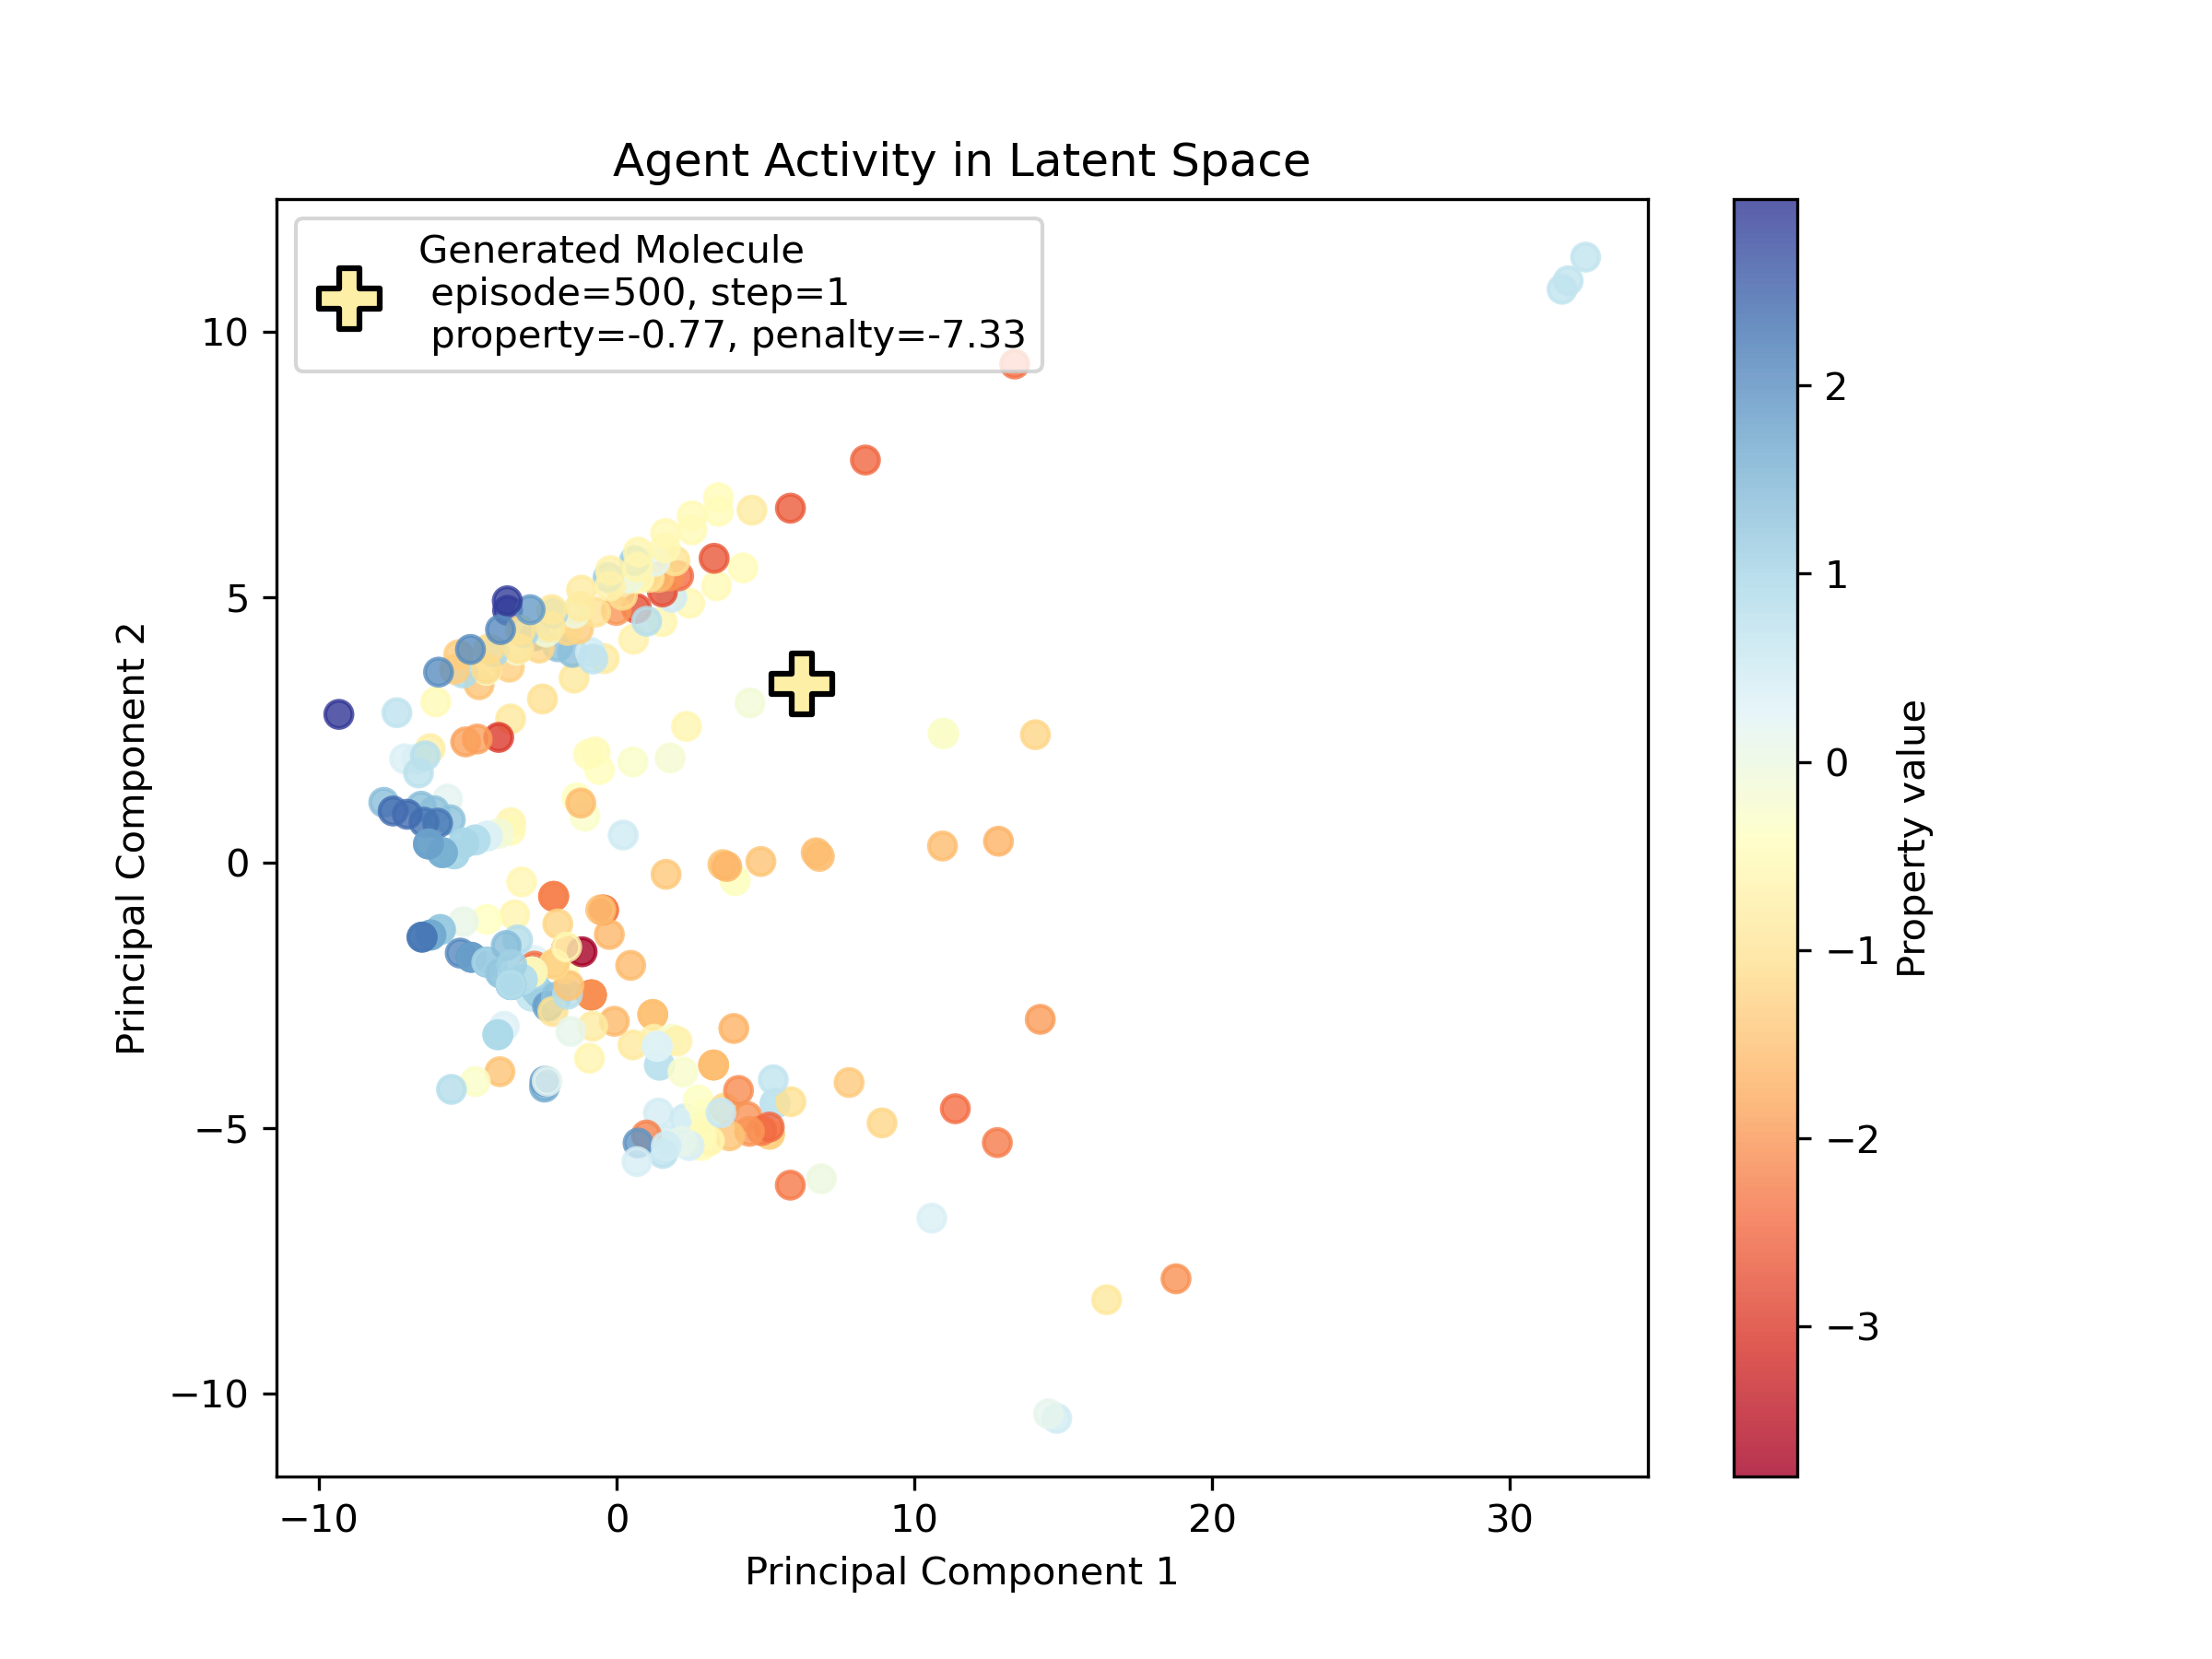 Agent Activity in Latent Space
Generated Molecule
episode=500, step=1
property=-0.77, penalty=-7.33
10
5
0
−5
−10
Principal Component 2
−10
0
10
20
30
Principal Component 1
2
1
0
−1
−2
−3
Property value